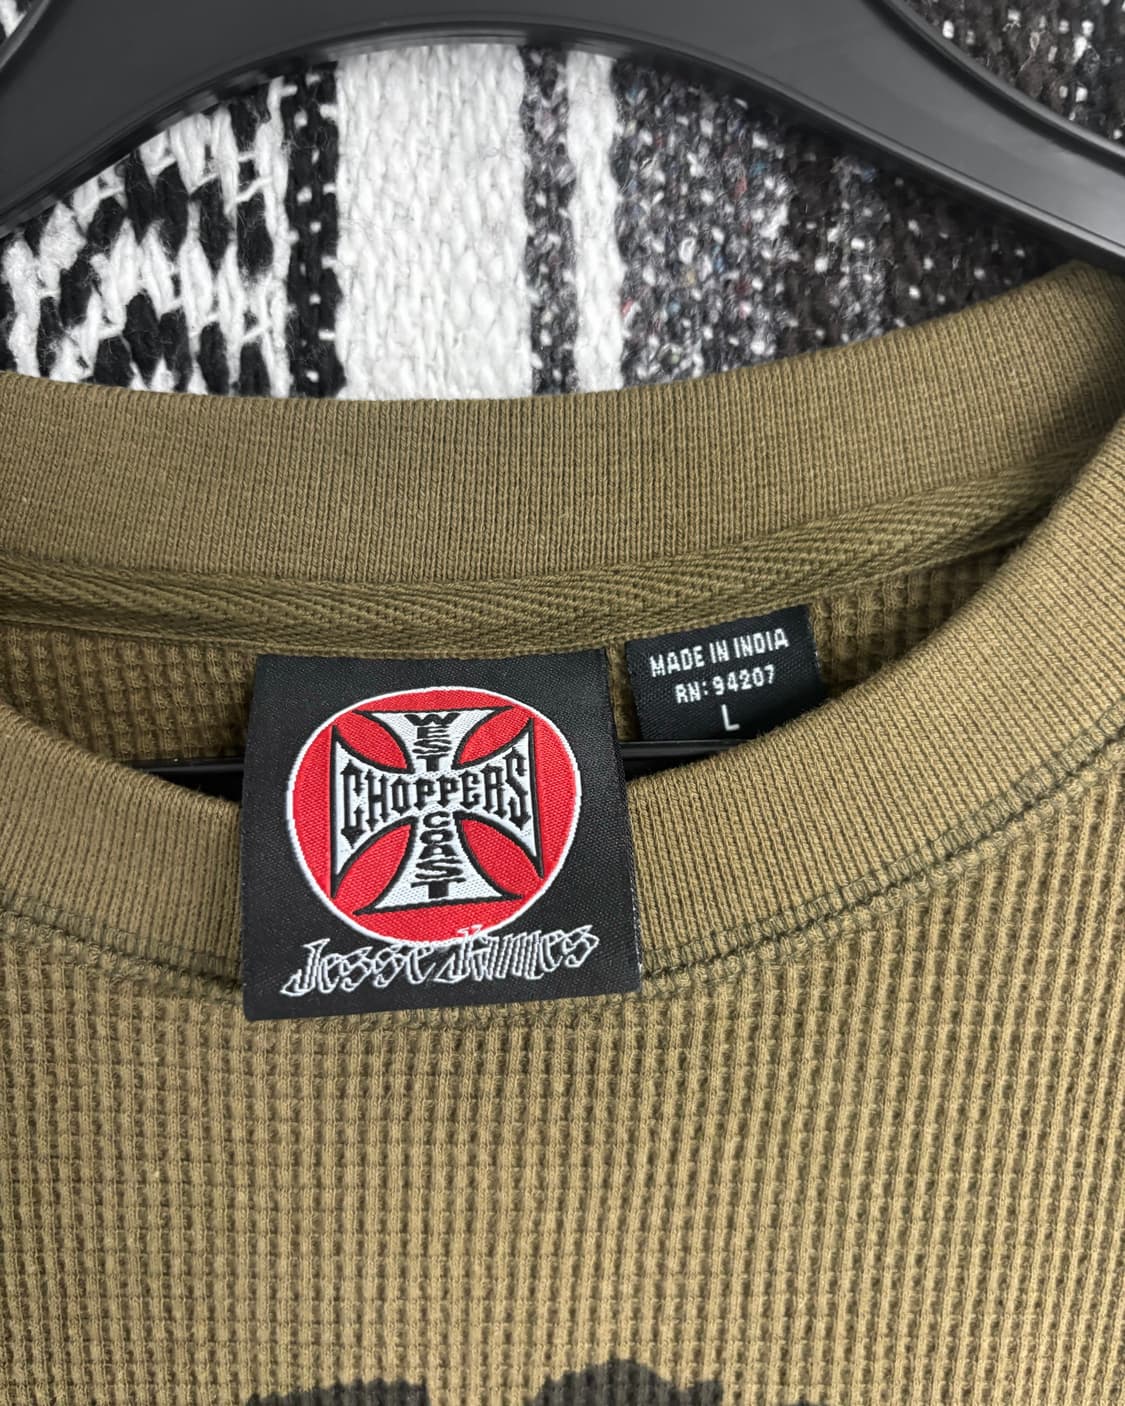 WEST
CHOPPERS
COAST
Jesse James
MADE IN INDIA
RN: 94207
L